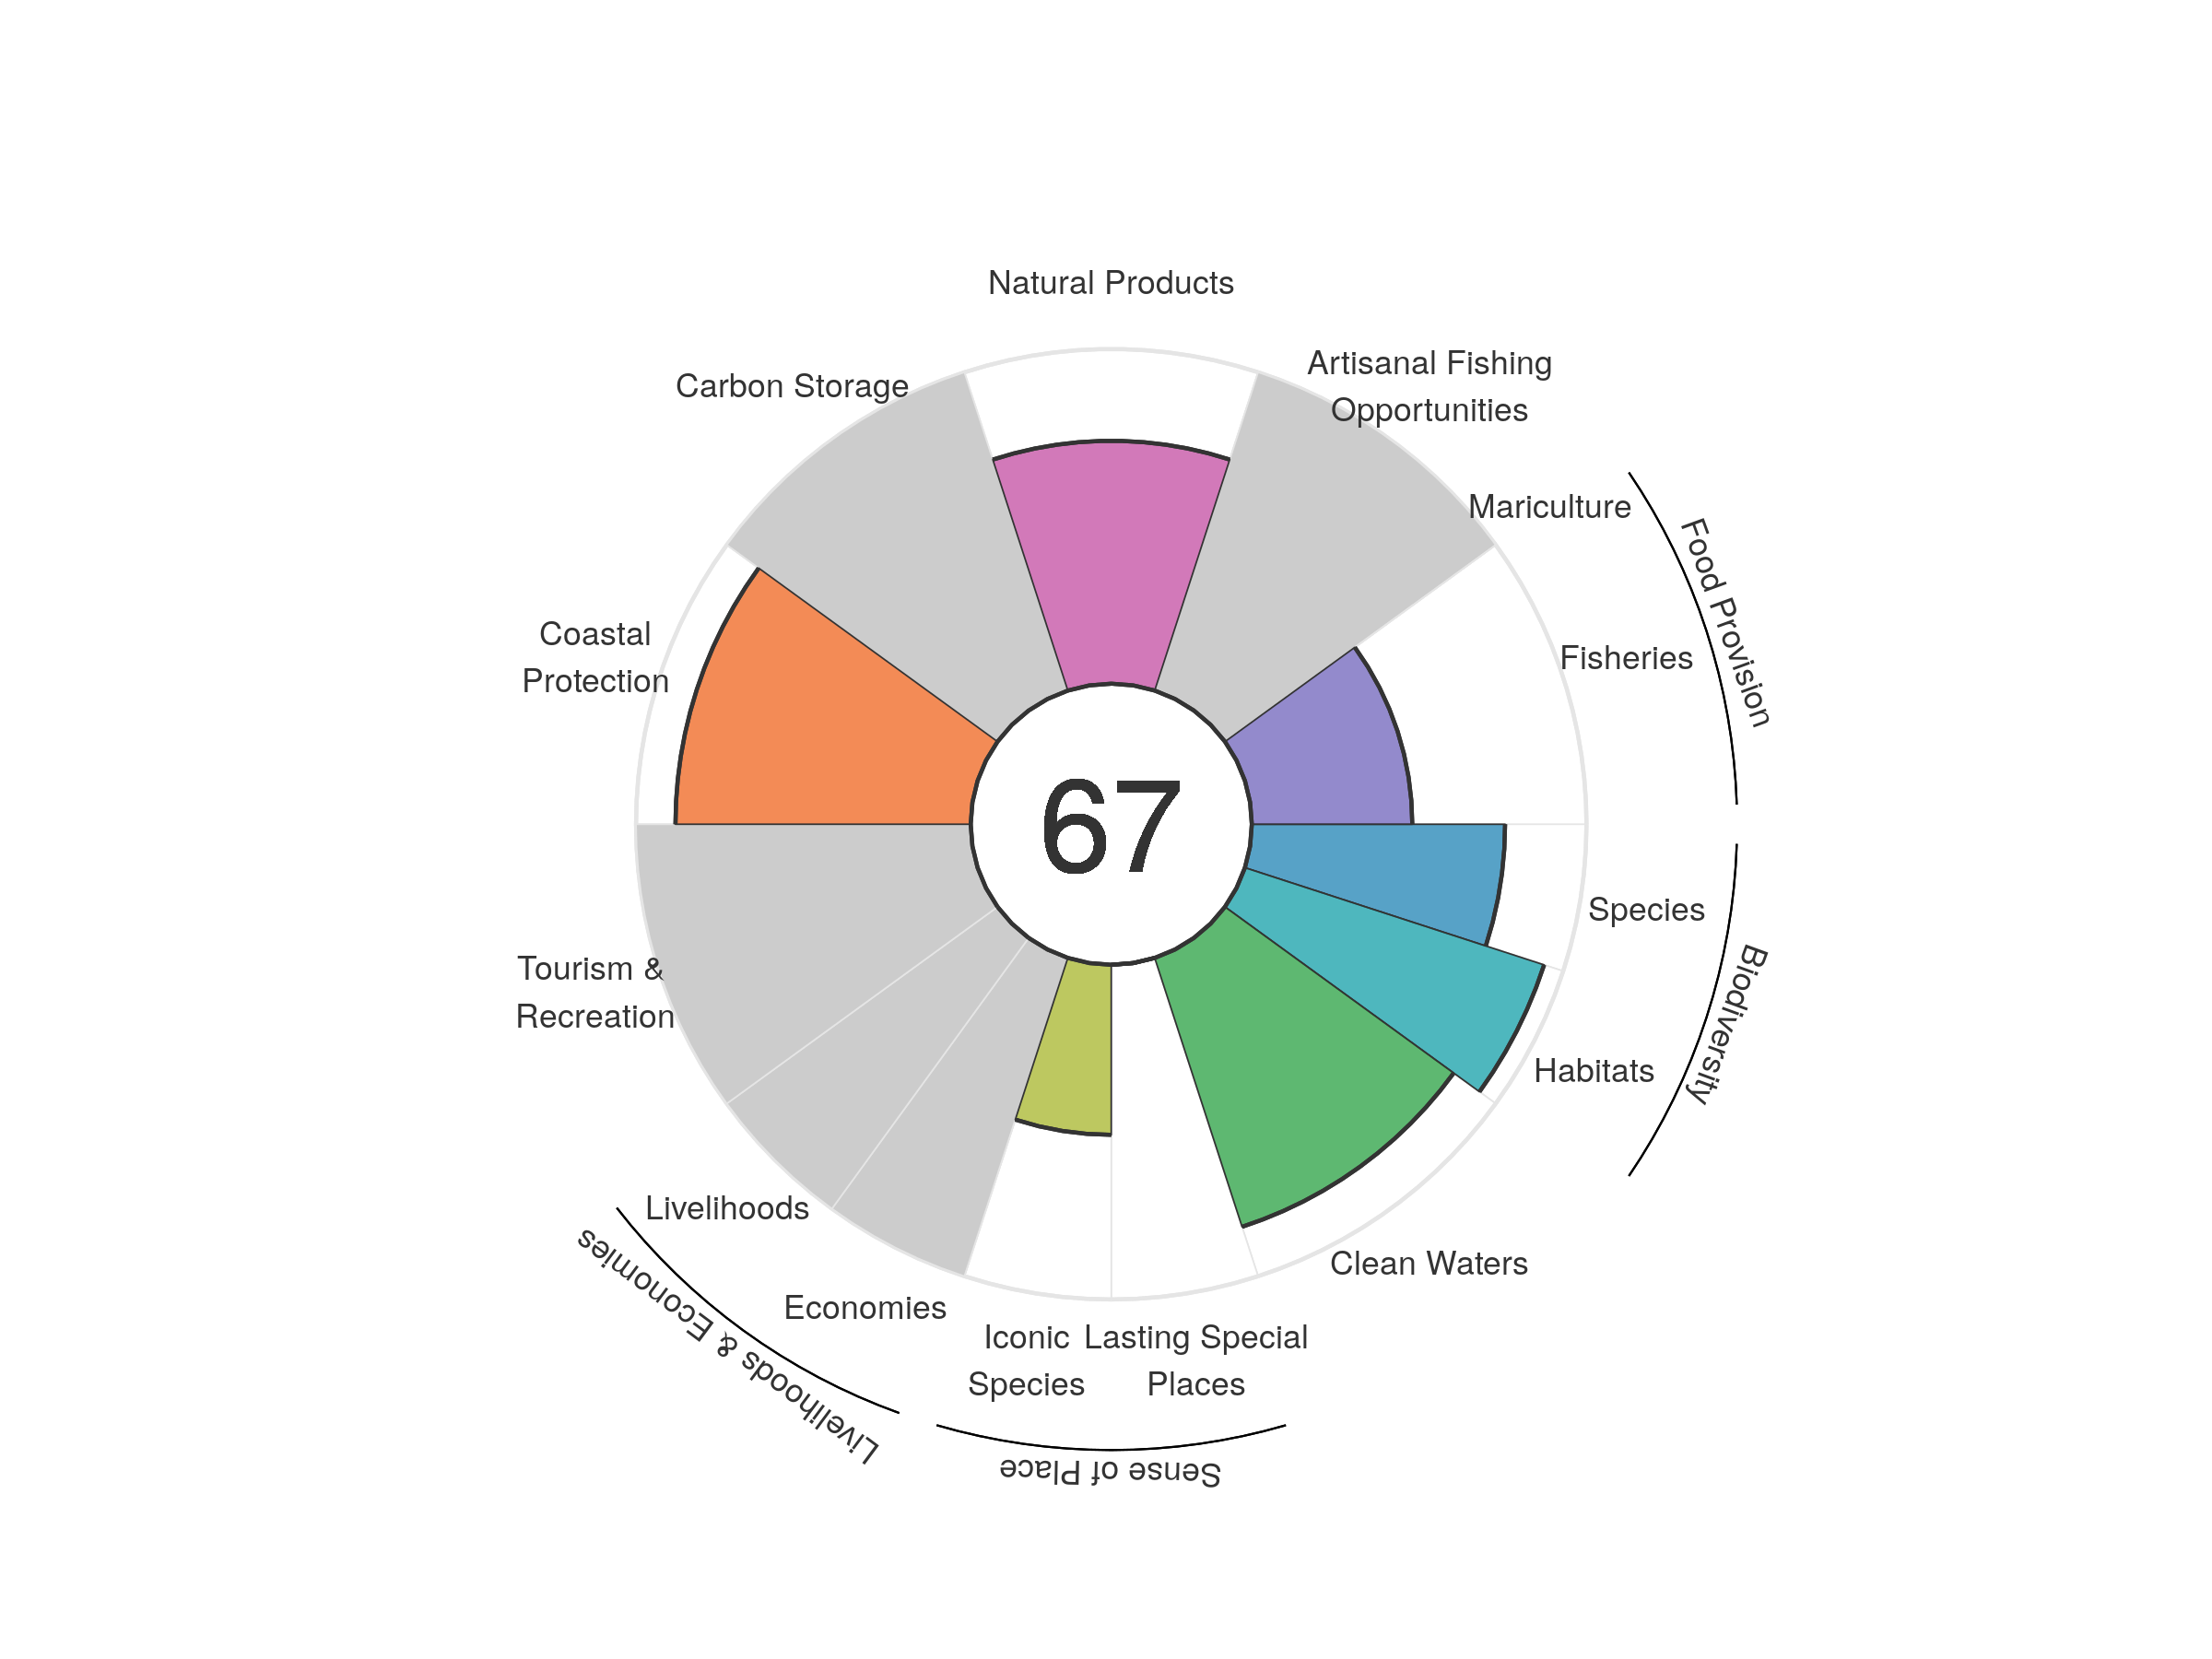 Natural Products
Artisanal Fishing
Opportunities
Carbon Storage
Mariculture
Food Provision
Fisheries
Coastal
Protection
67
Species
Biodiversity
Tourism &
Recreation
Habitats
Livelihoods
Clean Waters
Economies
Livelihoods & Economies
Iconic
Species
Lasting Special
Places
Sense of Place